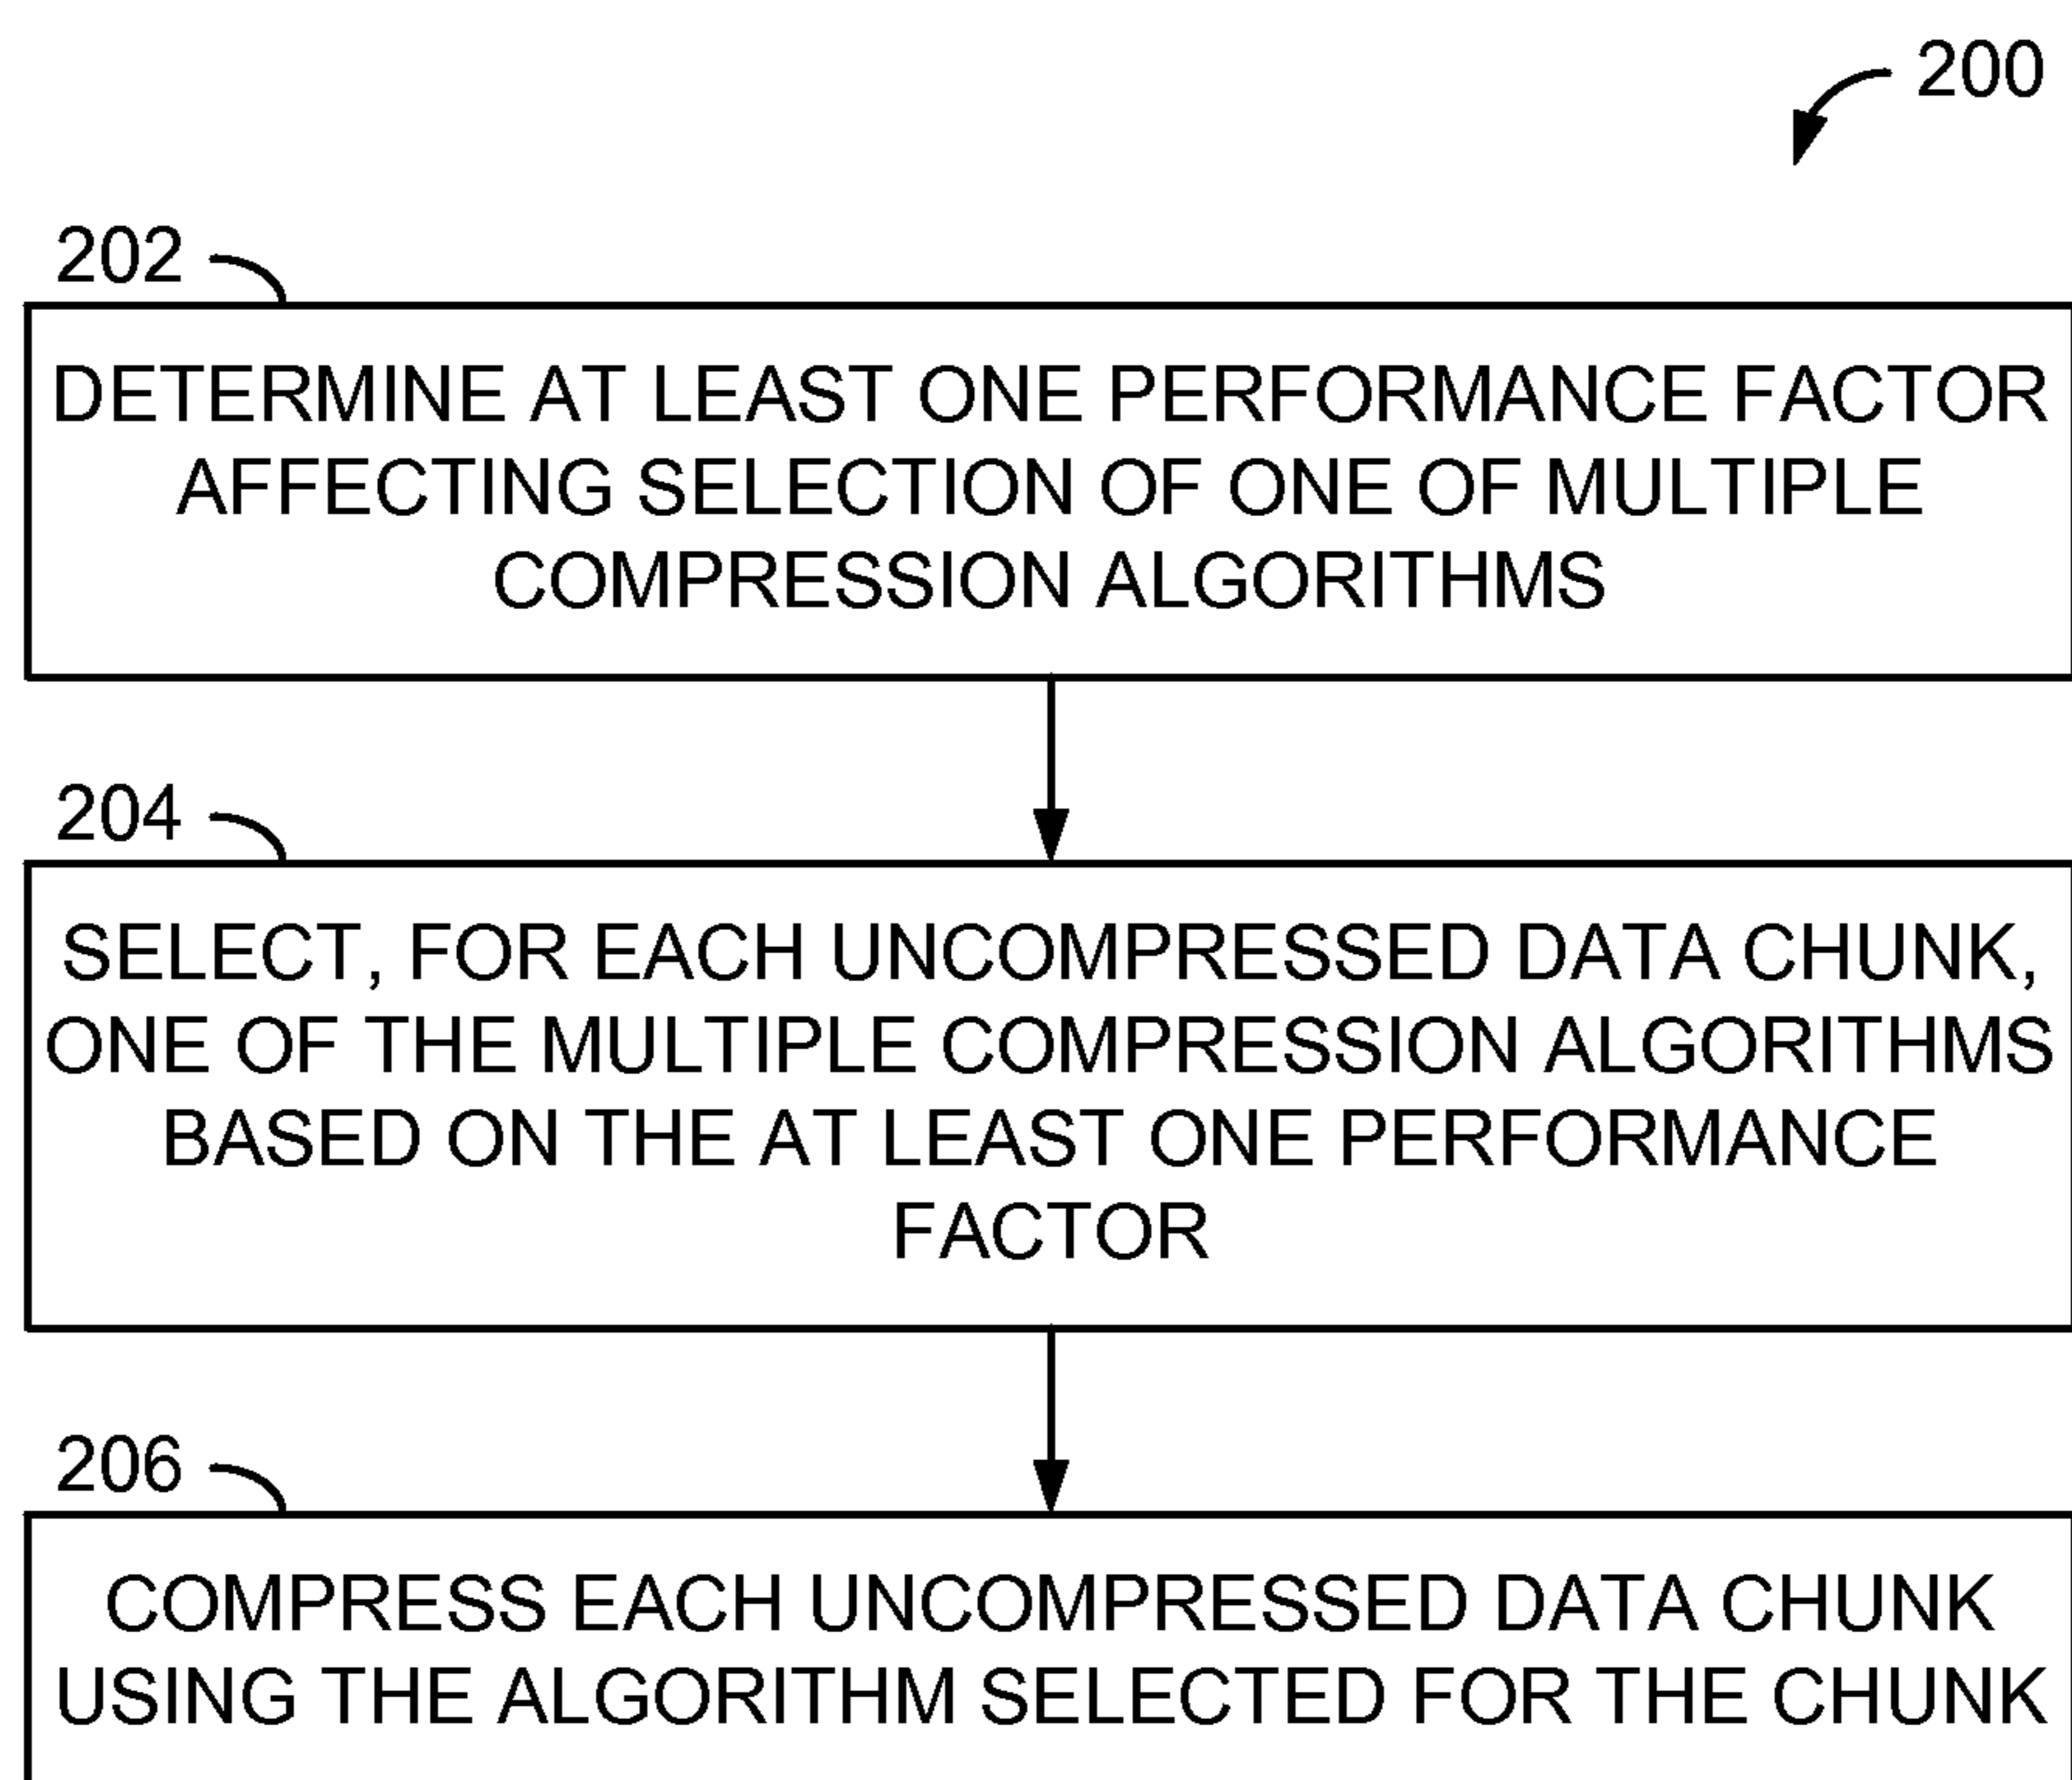 200
202
DETERMINE AT LEAST ONE PERFORMANCE FACTOR
AFFECTING SELECTION OF ONE OF MULTIPLE
COMPRESSION ALGORITHMS
204
SELECT, FOR EACH UNCOMPRESSED DATA CHUNK,
ONE OF THE MULTIPLE COMPRESSION ALGORITHMS
BASED ON THE AT LEAST ONE PERFORMANCE
FACTOR
206
COMPRESS EACH UNCOMPRESSED DATA CHUNK
USING THE ALGORITHM SELECTED FOR THE CHUNK